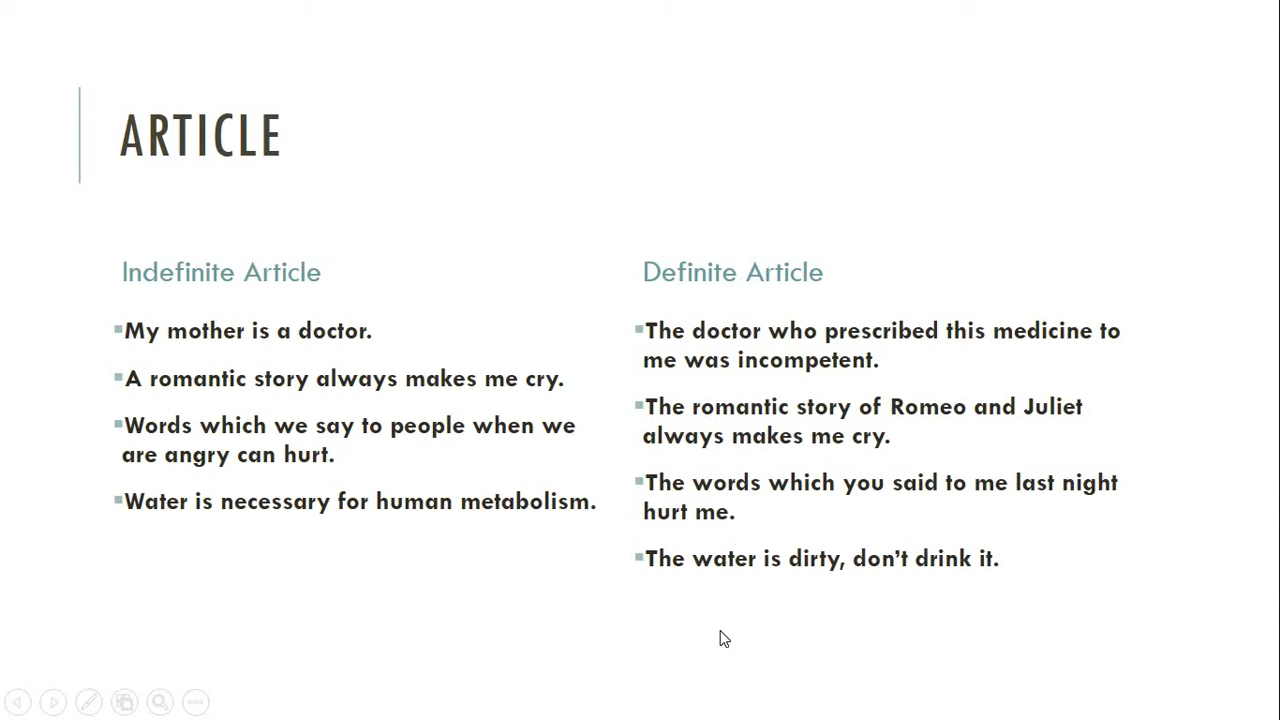 ARTICLE
Indefinite Article
▪My mother is a doctor.
▪A romantic story always makes me cry.
▪Words which we say to people when we
are angry can hurt.
▪Water is necessary for human metabolism.
Definite Article
▪The doctor who prescribed this medicine to
me was incompetent.
▪The romantic story of Romeo and Juliet
always makes me cry.
▪The words which you said to me last night
hurt me.
▪The water is dirty, don’t drink it.